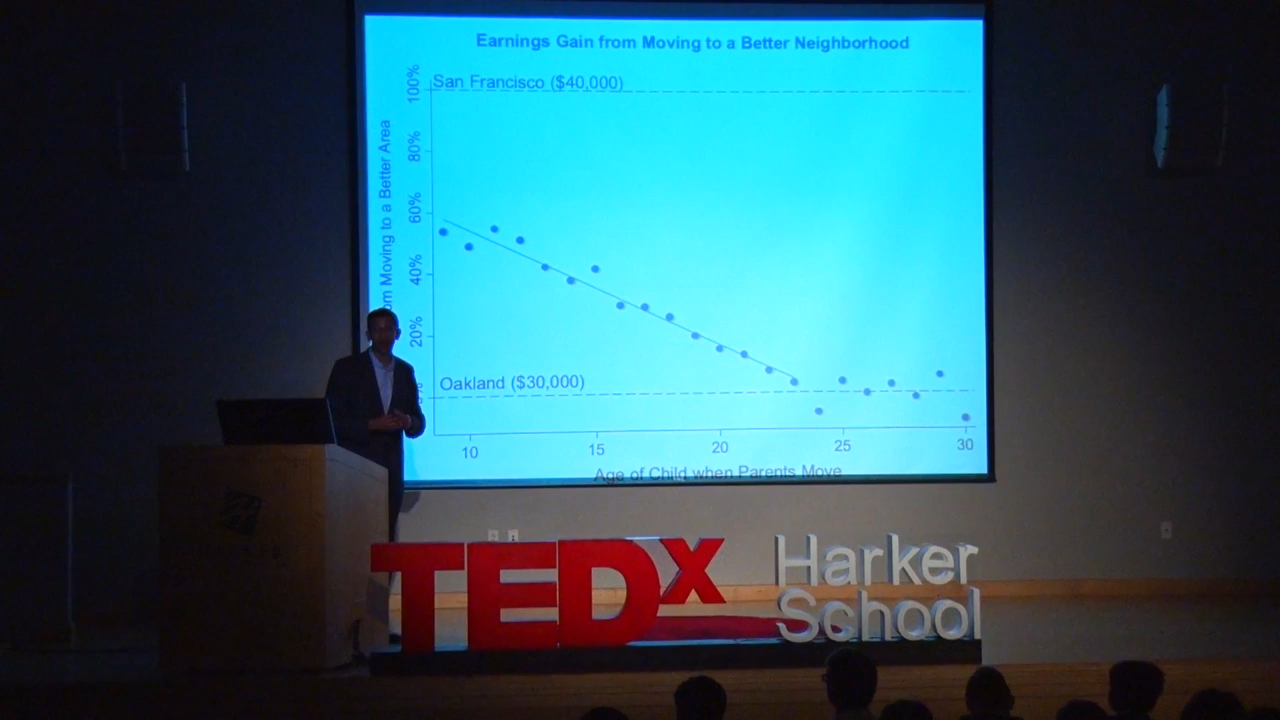 Earnings Gain from Moving to a Better Neighborhood
San Francisco ($40,000)
100%
80%
60%
40%
20%
Moving to a Better Area
Oakland ($30,000)
10 15 20 25 30
Age of Child when Parents Move
TEDx
Harker
School